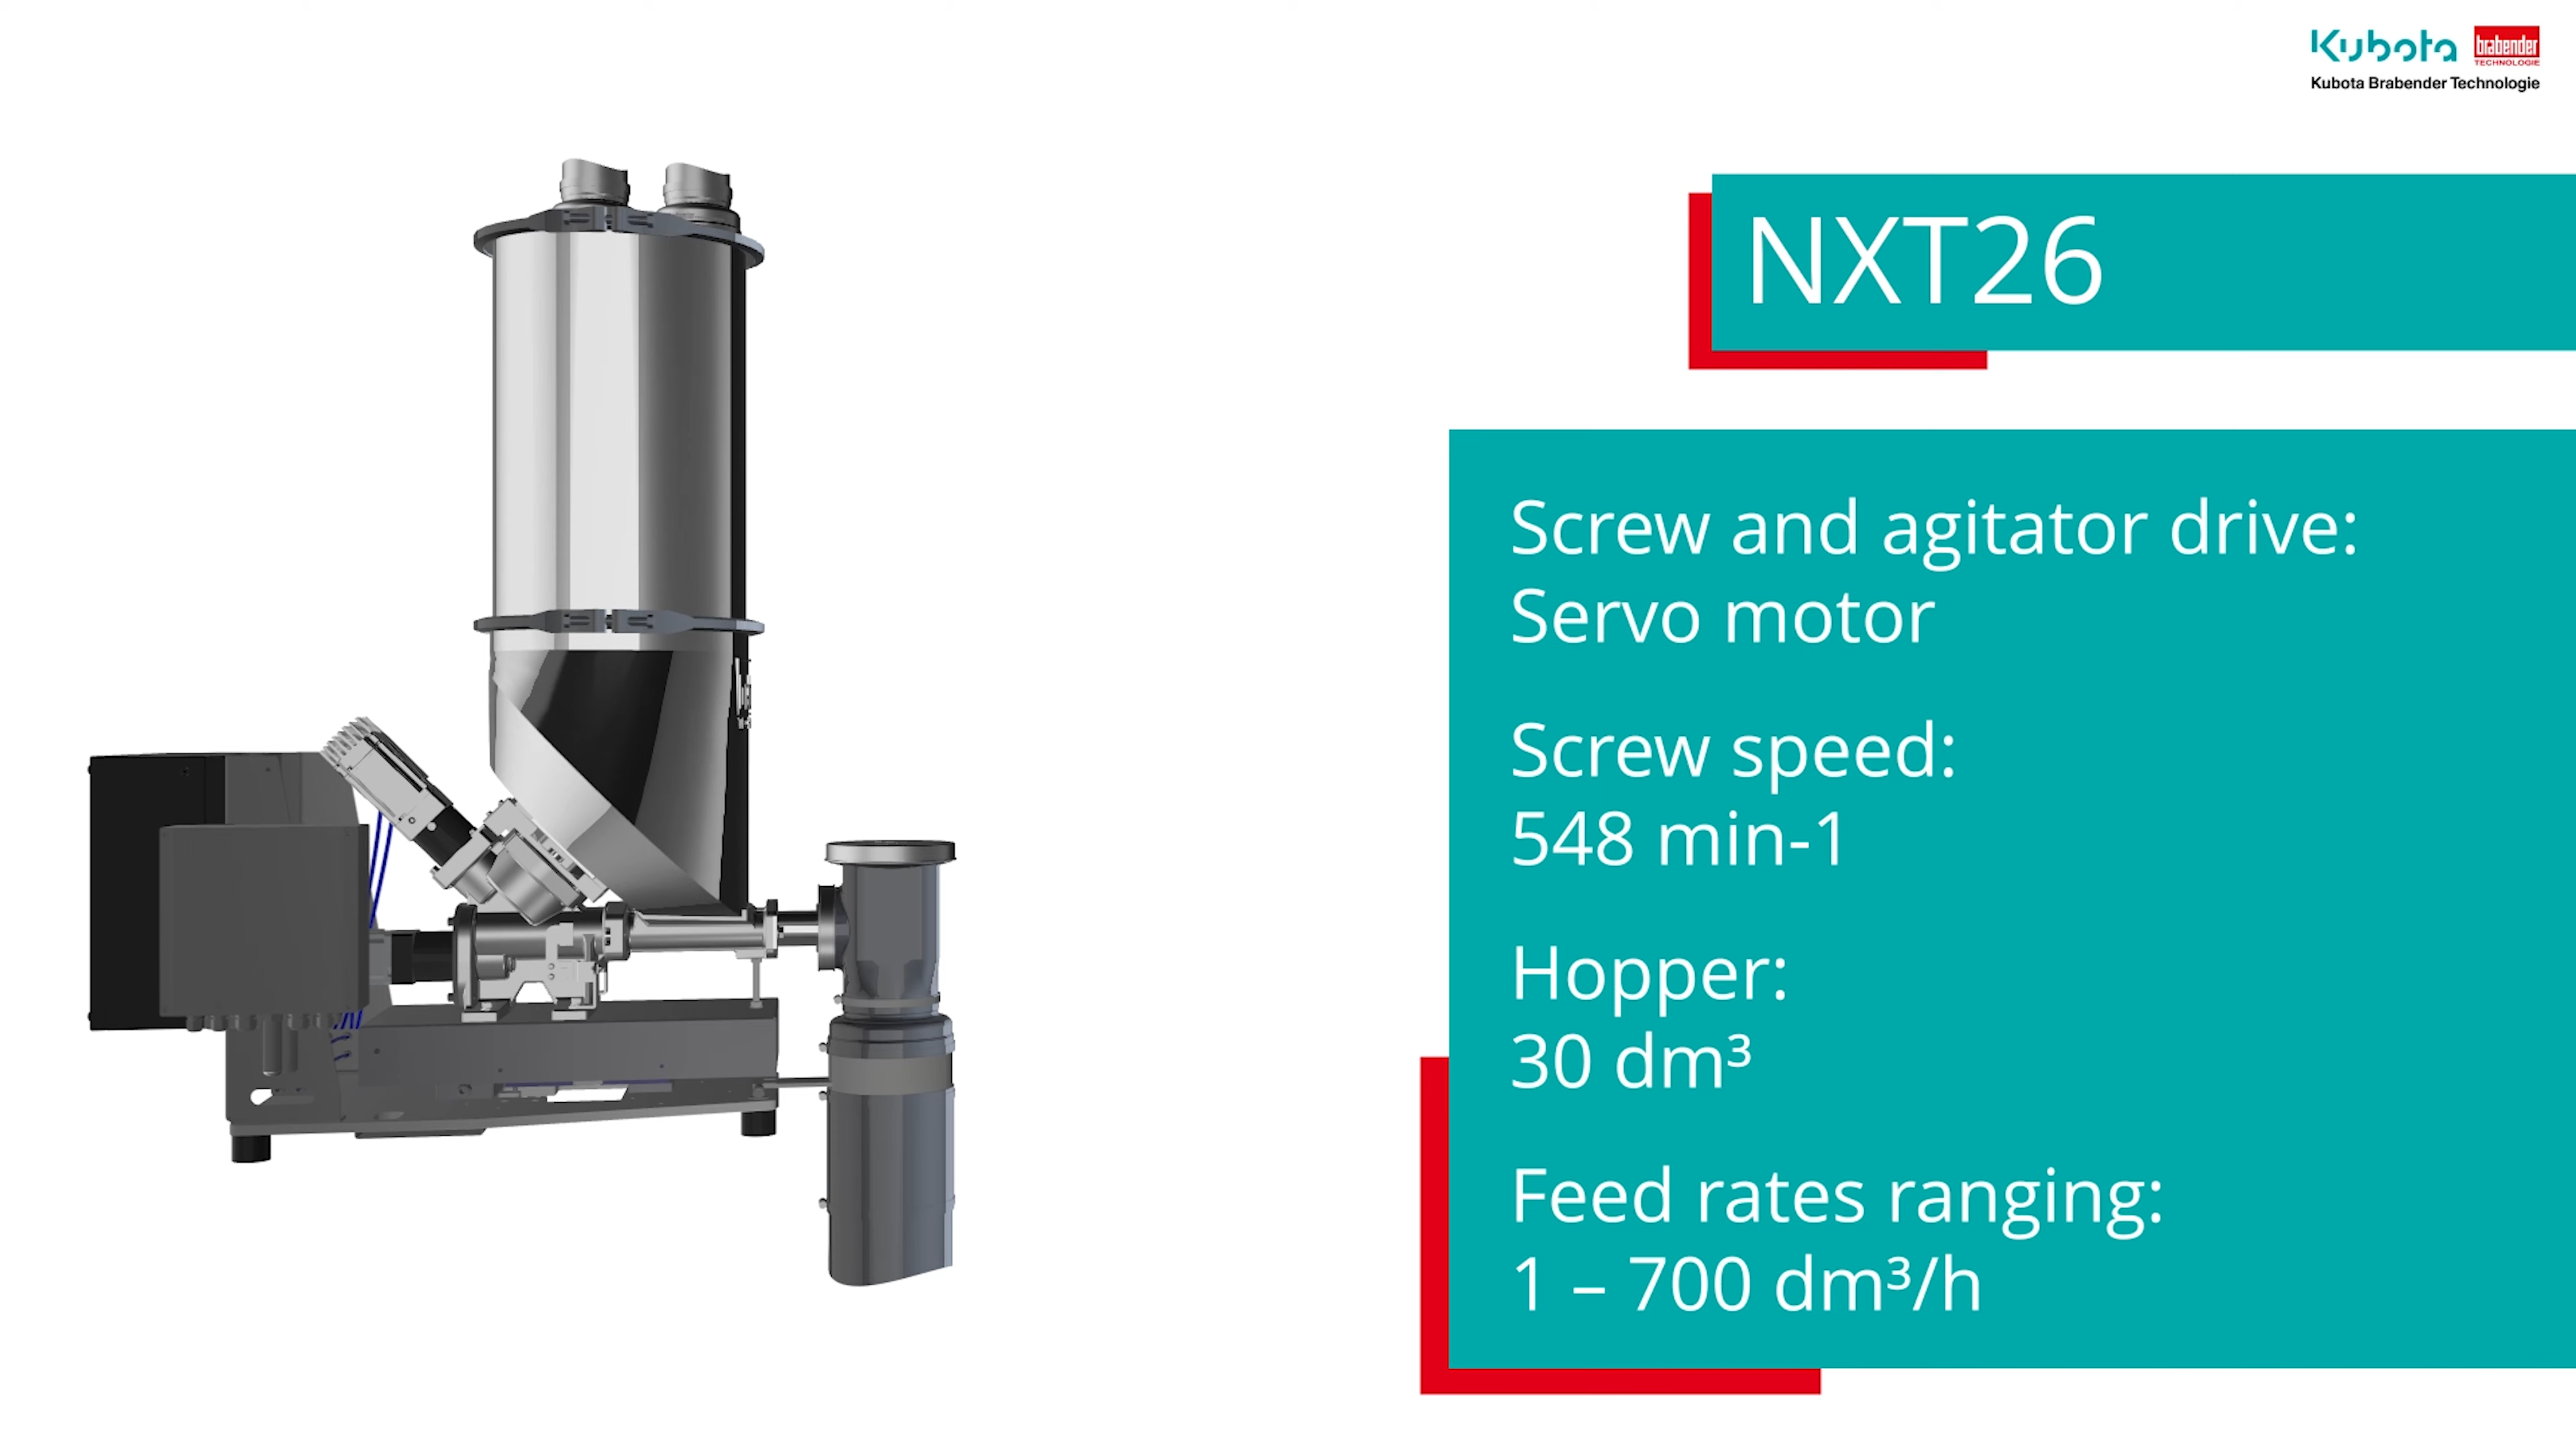 Kubota brabender
TECHNOLOGIE
Kubota Brabender Technologie
NXT26
Screw and agitator drive:
Servo motor
Screw speed:
548 min-1
Hopper:
30 dm³
Feed rates ranging:
1 – 700 dm³/h